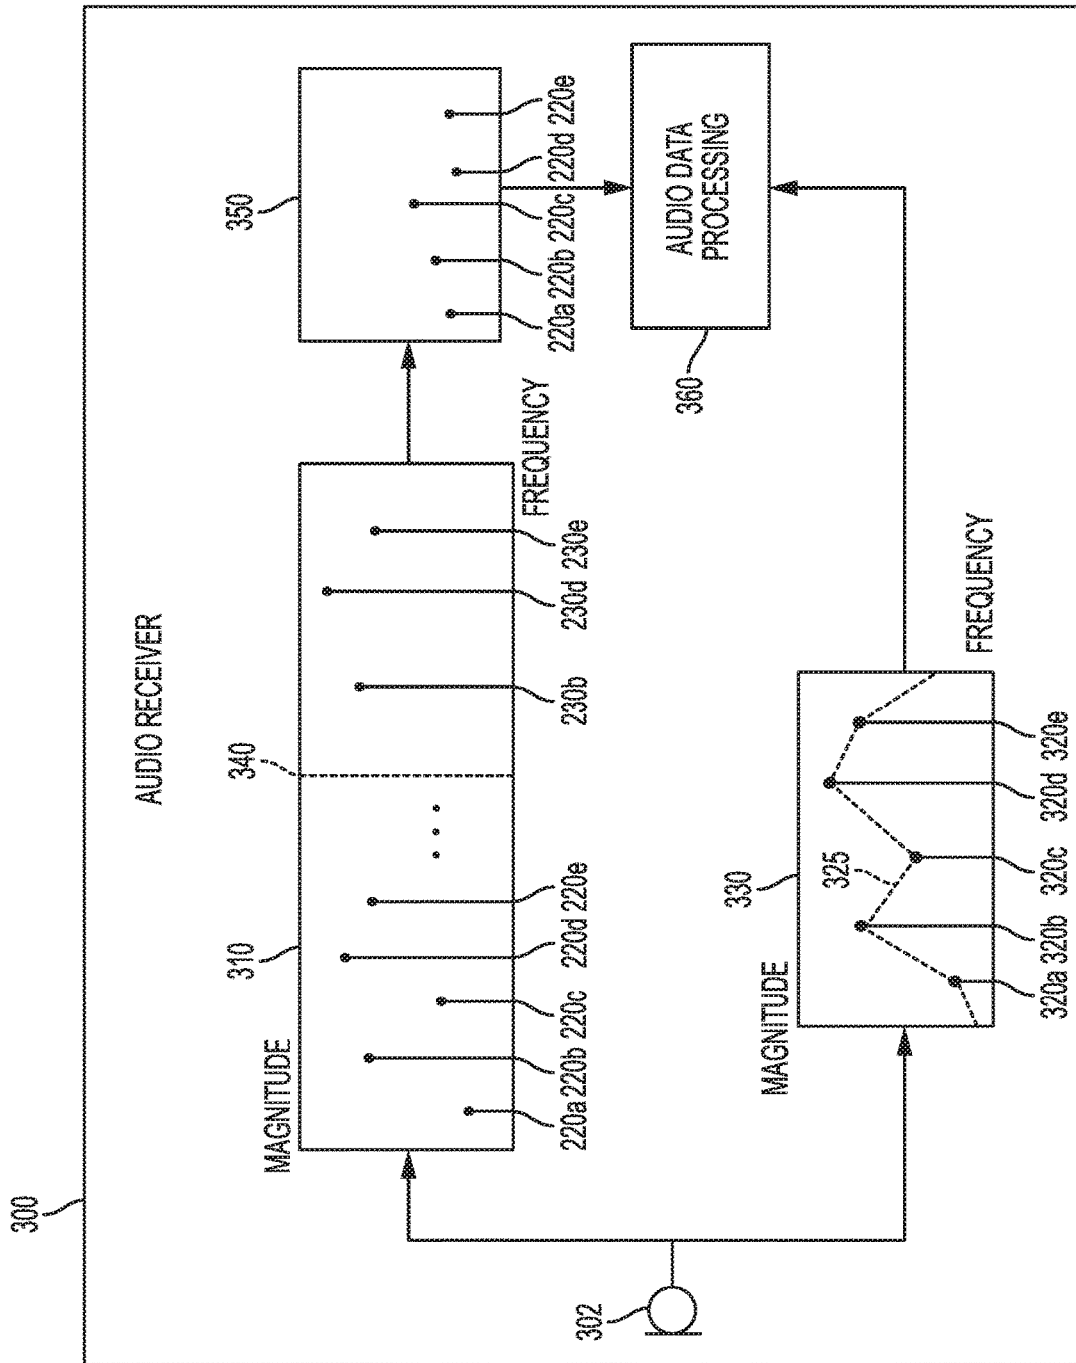 300
AUDIO RECEIVER
302
MAGNITUDE
310
340
220a 220b 220c 220d 220e
230b 230d 230e
FREQUENCY
350
220a 220b 220c 220d 220e
MAGNITUDE
330
325
320a 320b 320c 320d 320e
FREQUENCY
360
AUDIO DATA
PROCESSING